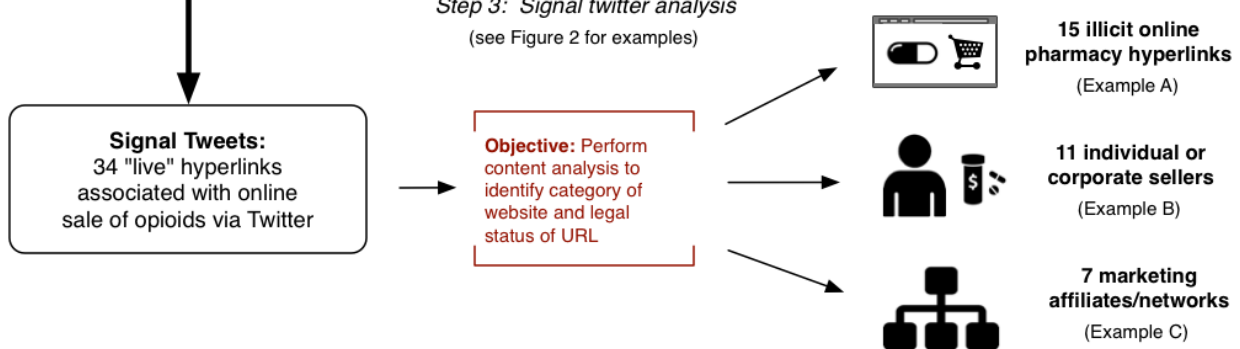 Step 3: Signal twitter analysis
(see Figure 2 for examples)
Signal Tweets:
34 "live" hyperlinks
associated with online
sale of opioids via Twitter
Objective: Perform
content analysis to
identify category of
website and legal
status of URL
15 illicit online
pharmacy hyperlinks
(Example A)
$
11 individual or
corporate sellers
(Example B)
7 marketing
affiliates/networks
(Example C)